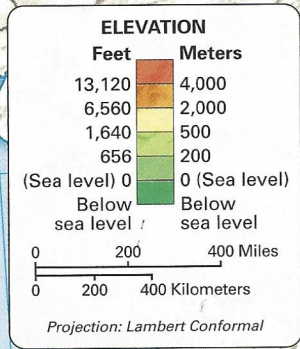 ELEVATION
Feet Meters
13,120 4,000
6,560 2,000
1,640 500
656 200
(Sea level) 0 0 (Sea level)
Below Below
sea level sea level
0 200 400 Miles
0 200 400 Kilometers
Projection: Lambert Conformal